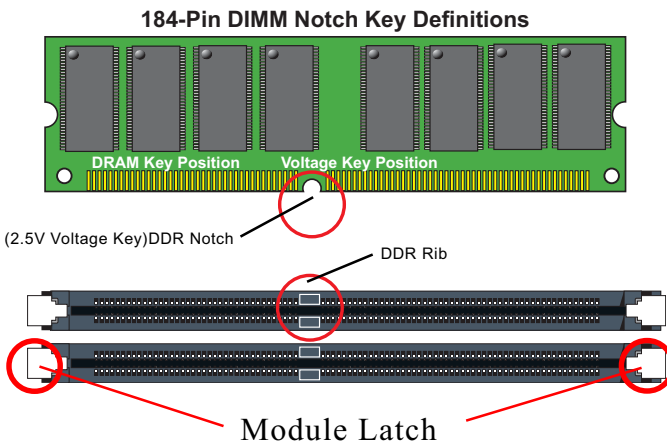 184-Pin DIMM Notch Key Definitions
DRAM Key Position Voltage Key Position
(2.5V Voltage Key)DDR Notch
DDR Rib
Module Latch